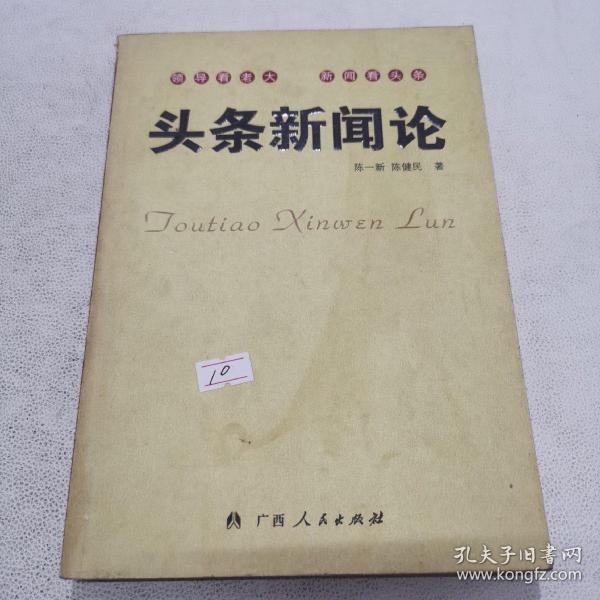 领导看老大 新闻看头条
头条新闻论
陈一新 陈健民 著
Toutiao Xinwen Lun
10
广西人民出版社
孔夫子旧书网
www.kongfz.com